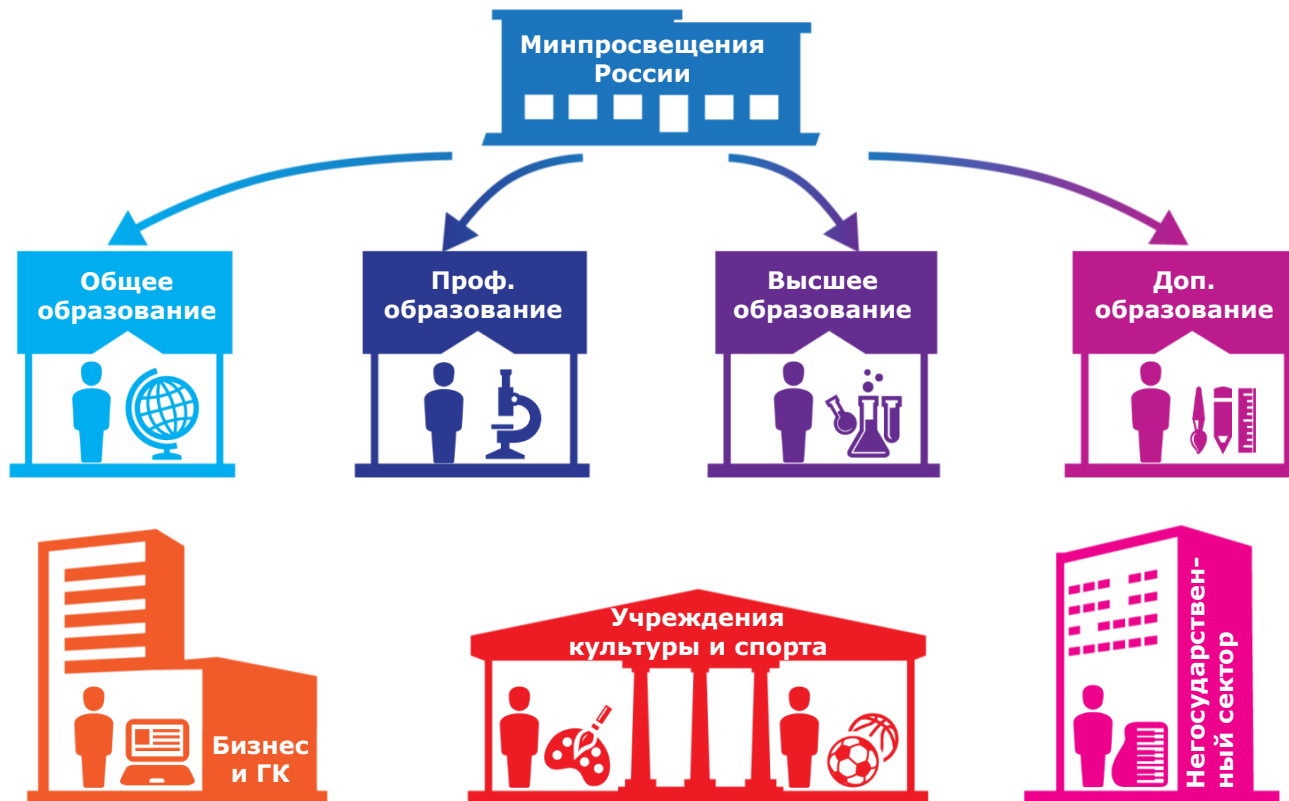 Минпросвещения
России
Общее
образование
Проф.
образование
Высшее
образование
Доп.
образование
Бизнес
и ГК
Учреждения
культуры и спорта
Негосударствен-
ный сектор